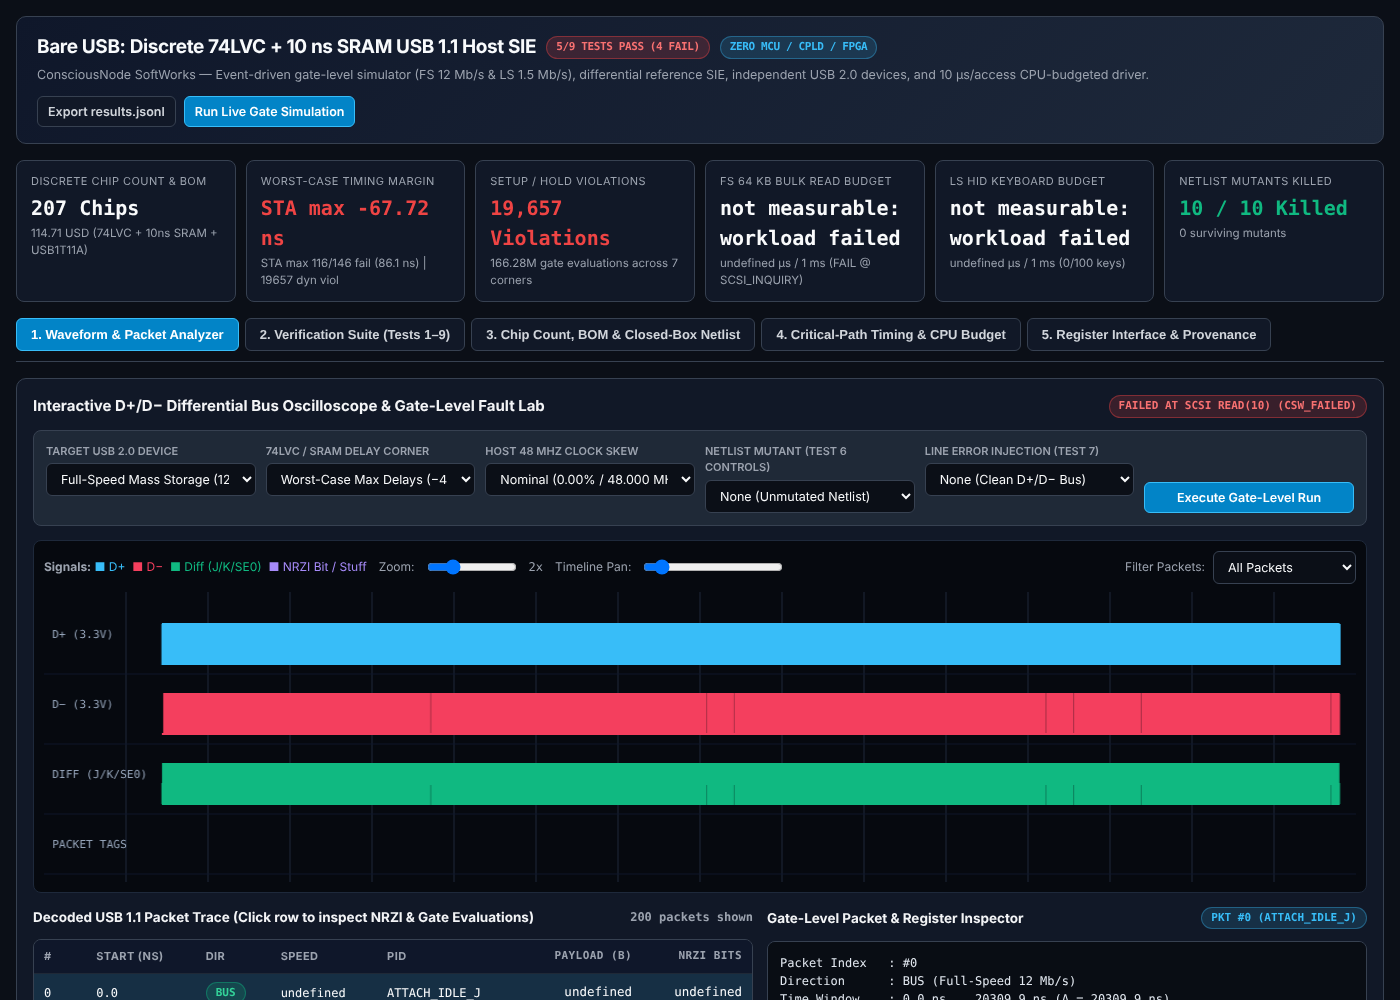 Bare USB: Discrete 74LVC + 10 ns SRAM USB 1.1 Host SIE
5/9 TESTS PASS (4 FAIL)
ZERO MCU / CPLD / FPGA
ConsciousNode SoftWorks — Event-driven gate-level simulator (FS 12 Mb/s & LS 1.5 Mb/s), differential reference SIE, independent USB 2.0 devices, and 10 µs/access CPU-budgeted driver.
Export results.jsonl
Run Live Gate Simulation
DISCRETE CHIP COUNT & BOM
207 Chips
114.71 USD (74LVC + 10ns SRAM +
USB1T11A)
WORST-CASE TIMING MARGIN
STA max -67.72
ns
STA max 116/146 fail (86.1 ns) |
19657 dyn viol
SETUP / HOLD VIOLATIONS
19,657
Violations
166.28M gate evaluations across 7
corners
FS 64 KB BULK READ BUDGET
not measurable:
workload failed
undefined µs / 1 ms (FAIL @
SCSI_INQUIRY)
LS HID KEYBOARD BUDGET
not measurable:
workload failed
undefined µs / 1 ms (0/100 keys)
NETLIST MUTANTS KILLED
10 / 10 Killed
0 surviving mutants
1. Waveform & Packet Analyzer
2. Verification Suite (Tests 1–9)
3. Chip Count, BOM & Closed-Box Netlist
4. Critical-Path Timing & CPU Budget
5. Register Interface & Provenance
Interactive D+/D− Differential Bus Oscilloscope & Gate-Level Fault Lab
FAILED AT SCSI READ(10) (CSW_FAILED)
TARGET USB 2.0 DEVICE
Full-Speed Mass Storage (12
74LVC / SRAM DELAY CORNER
Worst-Case Max Delays (−4
HOST 48 MHZ CLOCK SKEW
Nominal (0.00% / 48.000 MH
NETLIST MUTANT (TEST 6
CONTROLS)
None (Unmutated Netlist)
LINE ERROR INJECTION (TEST 7)
None (Clean D+/D− Bus)
Execute Gate-Level Run
Signals: D+ D− Diff (J/K/SE0) NRZI Bit / Stuff Zoom: 2x Timeline Pan:
Filter Packets: All Packets
D+ (3.3V)
D− (3.3V)
DIFF (J/K/SE0)
PACKET TAGS
Decoded USB 1.1 Packet Trace (Click row to inspect NRZI & Gate Evaluations)
200 packets shown
# START (NS) DIR SPEED PID PAYLOAD (B) NRZI BITS
0 0.0 BUS undefined ATTACH_IDLE_J undefined undefined
Gate-Level Packet & Register Inspector
PKT #0 (ATTACH_IDLE_J)
Packet Index : #0
Direction : BUS (Full-Speed 12 Mb/s)
Time Window : 0.0 ns .. 20309.9 ns (Δ = 20309.9 ns)